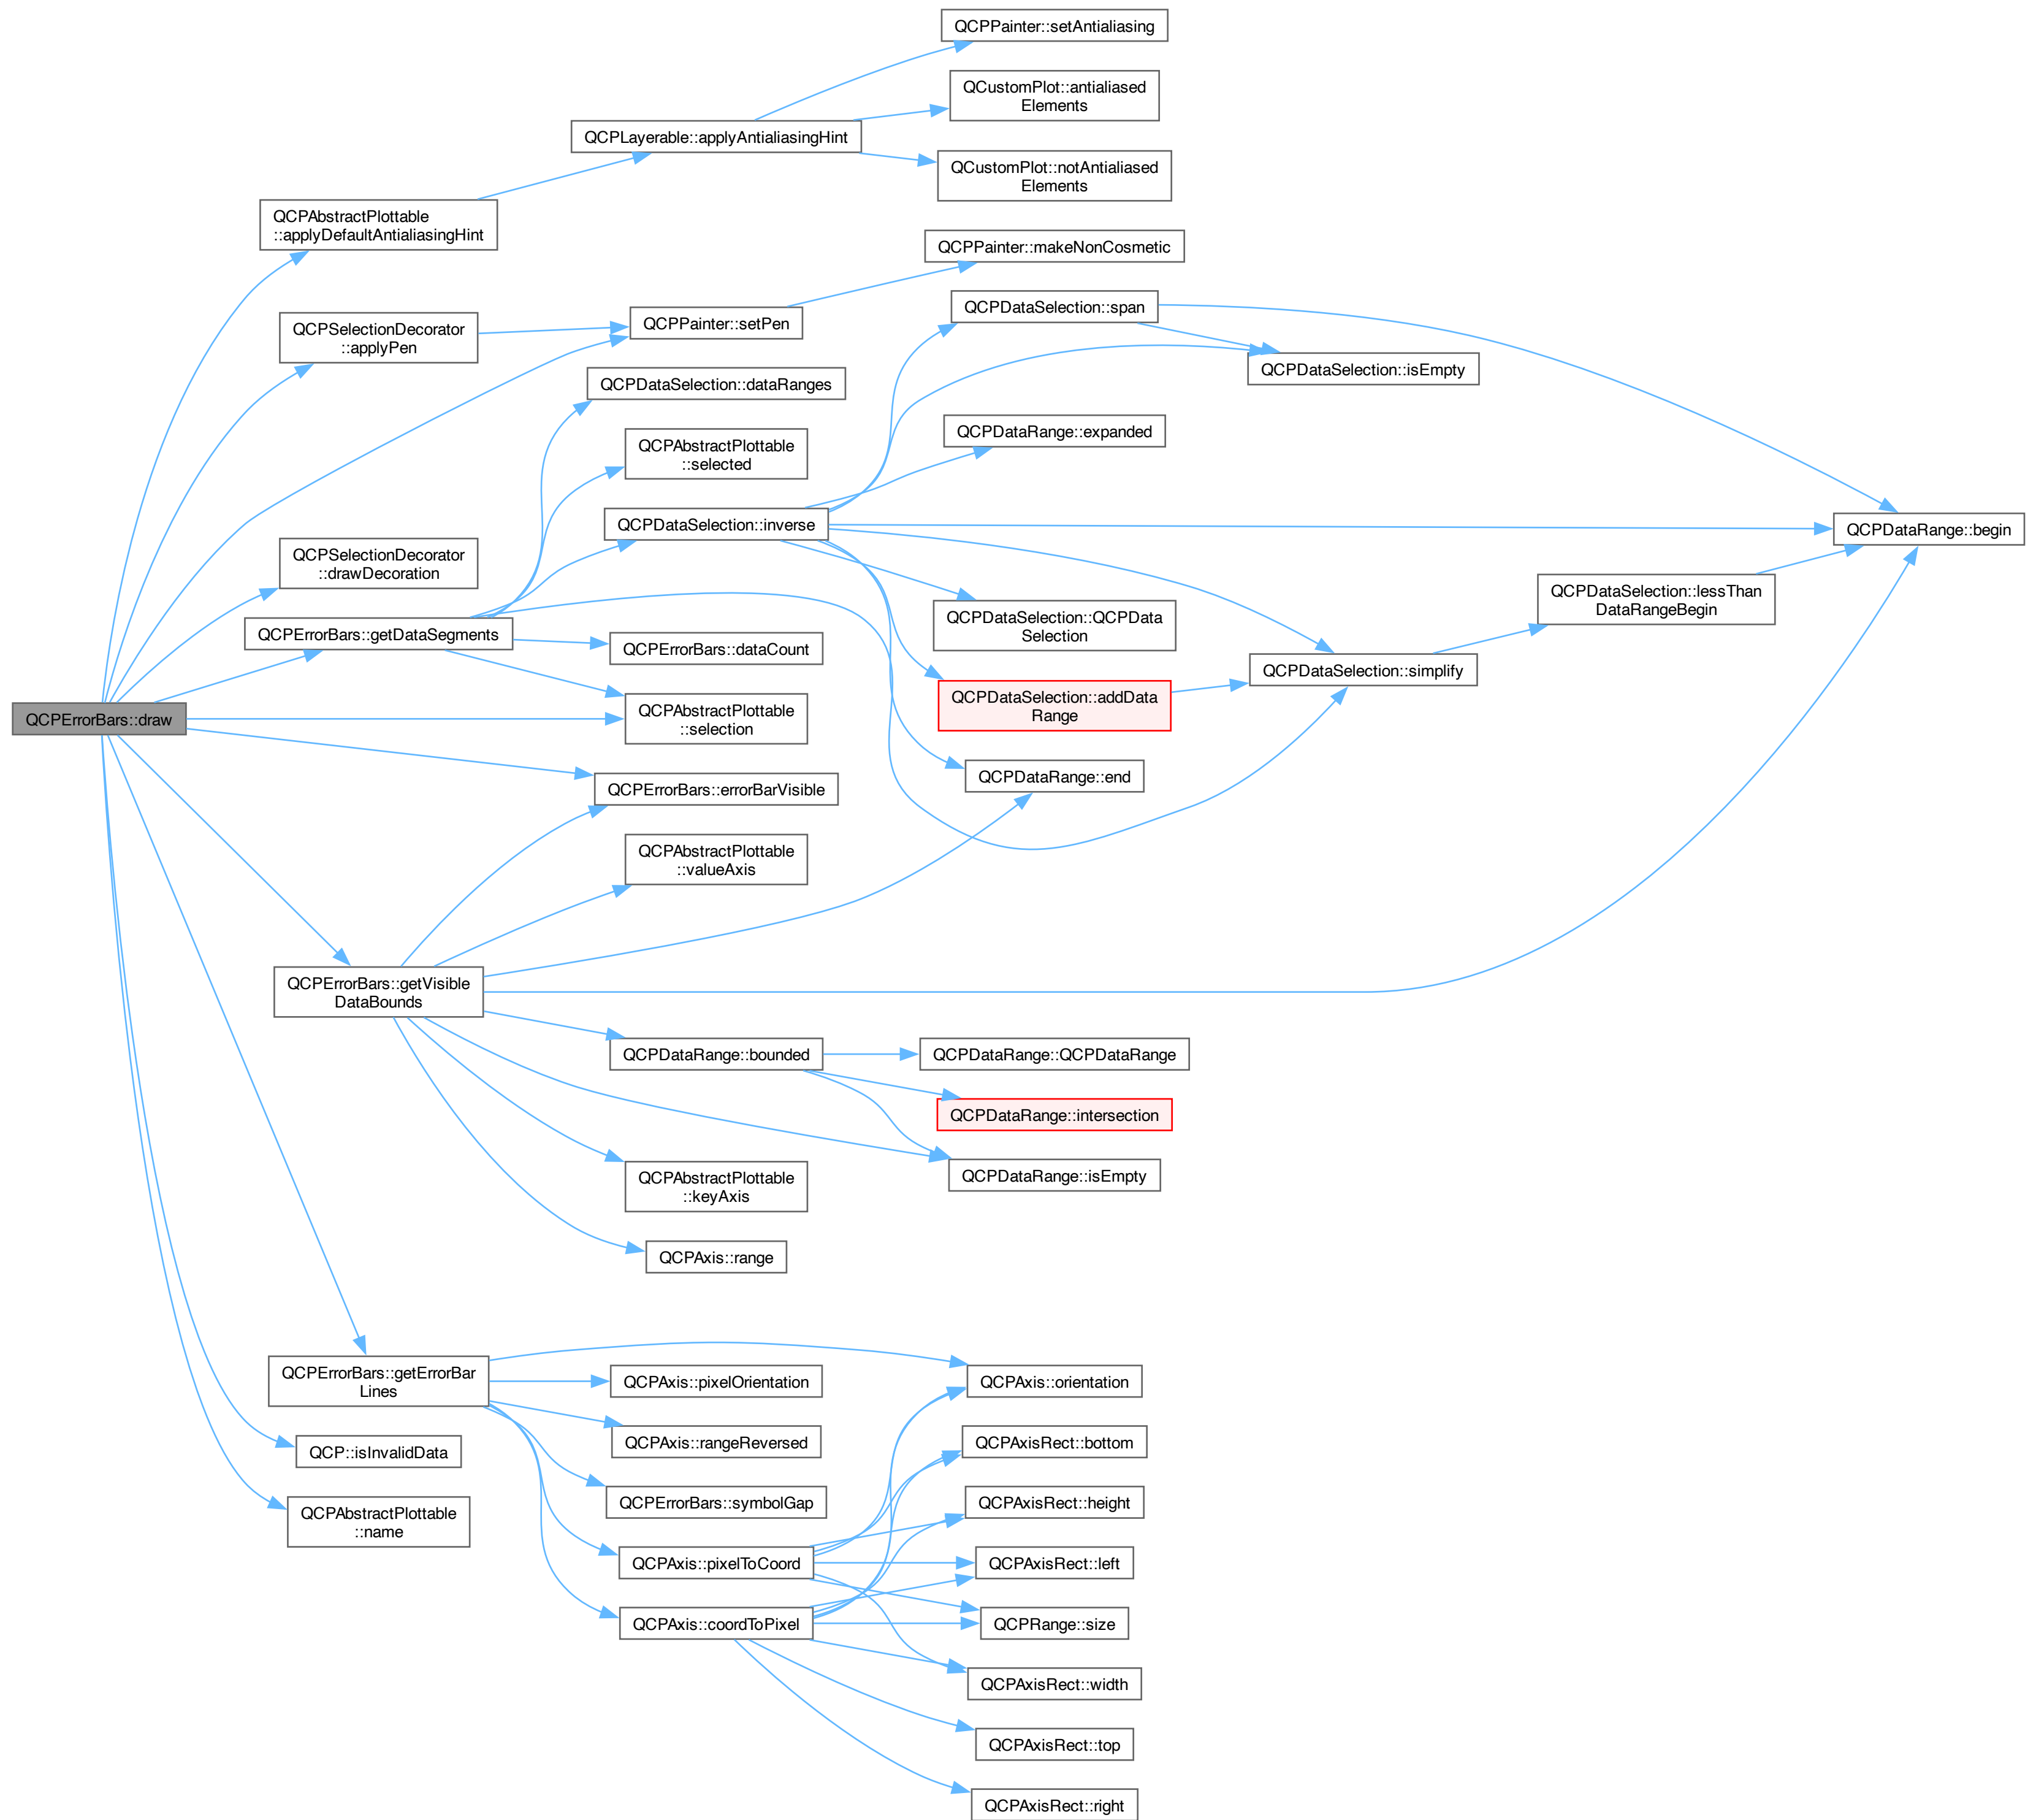 QCPPainter::setAntialiasing
QCustomPlot::antialiased
Elements
QCPLayerable::applyAntialiasingHint
QCustomPlot::notAntialiased
Elements
QCPAbstractPlottable
::applyDefaultAntialiasingHint
QCPPainter::makeNonCosmetic
QCPSelectionDecorator
::applyPen
QCPPainter::setPen
QCPDataSelection::span
QCPDataSelection::isEmpty
QCPDataSelection::dataRanges
QCPDataRange::expanded
QCPAbstractPlottable
::selected
QCPDataSelection::inverse
QCPDataRange::begin
QCPSelectionDecorator
::drawDecoration
QCPDataSelection::lessThan
DataRangeBegin
QCPDataSelection::QCPData
Selection
QCPErrorBars::getDataSegments
QCPErrorBars::dataCount
QCPDataSelection::simplify
QCPDataSelection::addData
Range
QCPErrorBars::draw
QCPAbstractPlottable
::selection
QCPDataRange::end
QCPErrorBars::errorBarVisible
QCPAbstractPlottable
::valueAxis
QCPErrorBars::getVisible
DataBounds
QCPDataRange::bounded
QCPDataRange::QCPDataRange
QCPDataRange::intersection
QCPAbstractPlottable
::keyAxis
QCPDataRange::isEmpty
QCPAxis::range
QCPErrorBars::getErrorBar
Lines
QCPAxis::pixelOrientation
QCPAxis::orientation
QCPAxis::rangeReversed
QCPAxisRect::bottom
QCP::isInvalidData
QCPErrorBars::symbolGap
QCPAxisRect::height
QCPAbstractPlottable
::name
QCPAxis::pixelToCoord
QCPAxisRect::left
QCPAxis::coordToPixel
QCPRange::size
QCPAxisRect::width
QCPAxisRect::top
QCPAxisRect::right